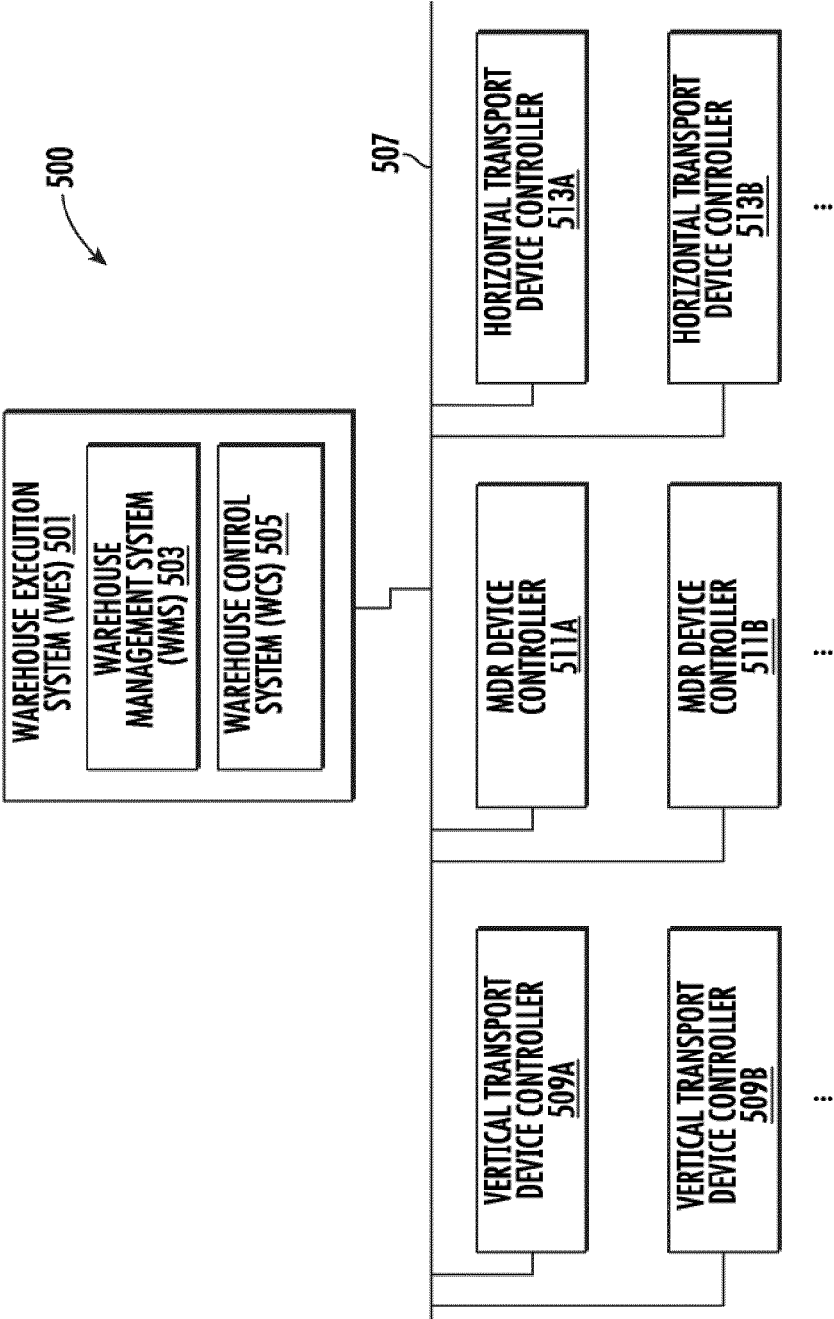 500
WAREHOUSE EXECUTION
SYSTEM (WES) 501
WAREHOUSE
MANAGEMENT SYSTEM
(WMS) 503
WAREHOUSE CONTROL
SYSTEM (WCS) 505
507
VERTICAL TRANSPORT
DEVICE CONTROLLER
509A
MDR DEVICE
CONTROLLER
511A
HORIZONTAL TRANSPORT
DEVICE CONTROLLER
513A
VERTICAL TRANSPORT
DEVICE CONTROLLER
509B
MDR DEVICE
CONTROLLER
511B
HORIZONTAL TRANSPORT
DEVICE CONTROLLER
513B
...
...
...